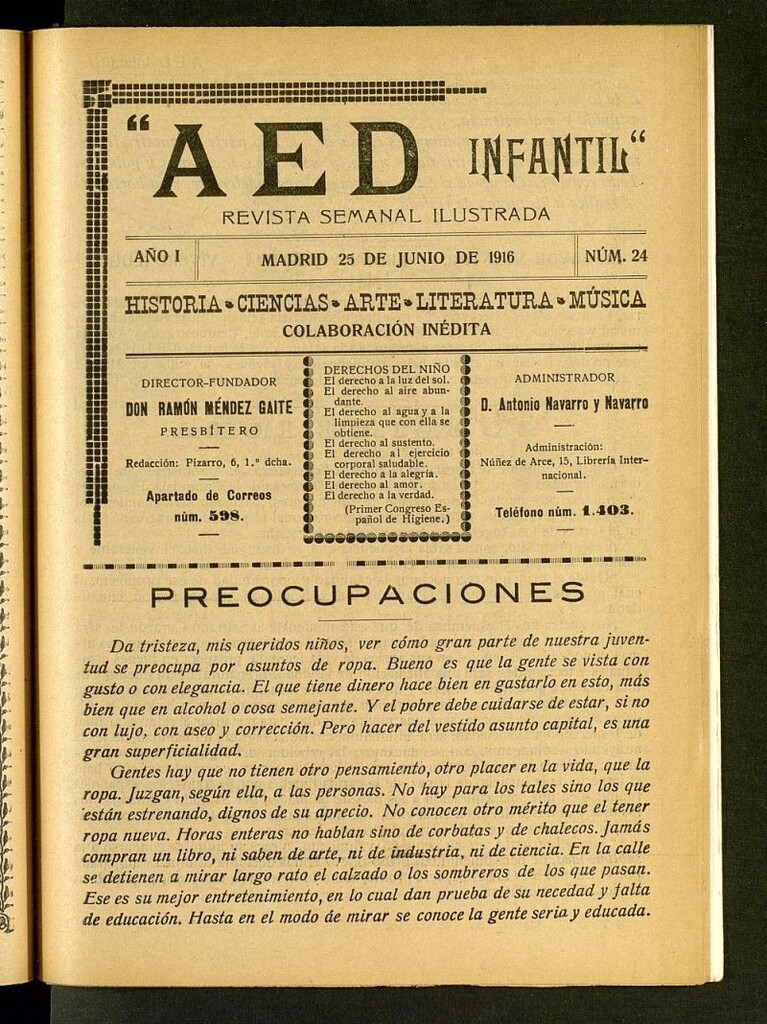 "AED INFANTIL"
REVISTA SEMANAL ILUSTRADA
AÑO I
MADRID 25 DE JUNIO DE 1916
NÚM. 24
HISTORIA CIENCIAS ARTE LITERATURA MÚSICA
COLABORACIÓN INÉDITA
DIRECTOR-FUNDADOR
DON RAMÓN MÉNDEZ GAITE
PRESBÍTERO
Redacción: Pizarro, 6, 1.º dcha.
Apartado de Correos
núm. 598.
DERECHOS DEL NIÑO
El derecho a la luz del sol.
El derecho al aire abun-
dante.
El derecho al agua y a la
limpieza que con ella se
obtiene.
El derecho al sustento.
El derecho al ejercicio
corporal saludable.
El derecho a la alegría.
El derecho al amor.
El derecho a la verdad.
(Primer Congreso Es-
pañol de Higiene.)
ADMINISTRADOR
D. Antonio Navarro y Navarro
Administración:
Núñez de Arce, 15, Librería Inter-
nacional.
Teléfono núm. 1.403.
PREOCUPACIONES
Da tristeza, mis queridos niños, ver cómo gran parte de nuestra juven-
tud se preocupa por asuntos de ropa. Bueno es que la gente se vista con
gusto o con elegancia. El que tiene dinero hace bien en gastarlo en esto, más
bien que en alcohol o cosa semejante. Y el pobre debe cuidarse de estar, si no
con lujo, con aseo y corrección. Pero hacer del vestido asunto capital, es una
gran superficialidad.
Gentes hay que no tienen otro pensamiento, otro placer en la vida, que la
ropa. Juzgan, según ella, a las personas. No hay para los tales sino los que
están estrenando, dignos de su aprecio. No conocen otro mérito que el tener
ropa nueva. Horas enteras no hablan sino de corbatas y de chalecos. Jamás
compran un libro, ni saben de arte, ni de industria, ni de ciencia. En la calle
se detienen a mirar largo rato el calzado o los sombreros de los que pasan.
Ese es su mejor entretenimiento, en lo cual dan prueba de su necedad y falta
de educación. Hasta en el modo de mirar se conoce la gente seria y educada.